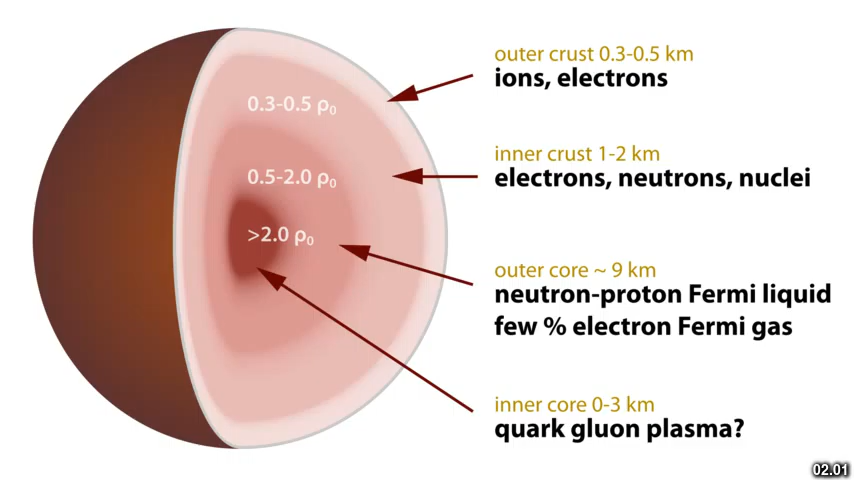 outer crust 0.3-0.5 km
ions, electrons
0.3-0.5 ρ₀
inner crust 1-2 km
electrons, neutrons, nuclei
0.5-2.0 ρ₀
>2.0 ρ₀
outer core ~ 9 km
neutron-proton Fermi liquid
few % electron Fermi gas
inner core 0-3 km
quark gluon plasma?
02.01